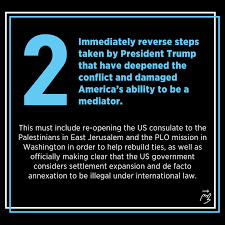 2
Immediately reverse steps
taken by President Trump
that have deepened the
conflict and damaged
America's ability to be a
mediator.
This must include re-opening the US consulate to the
Palestinians in East Jerusalem and the PLO mission in
Washington in order to help rebuild ties, as well as
officially making clear that the US government
considers settlement expansion and de facto
annexation to be illegal under international law.